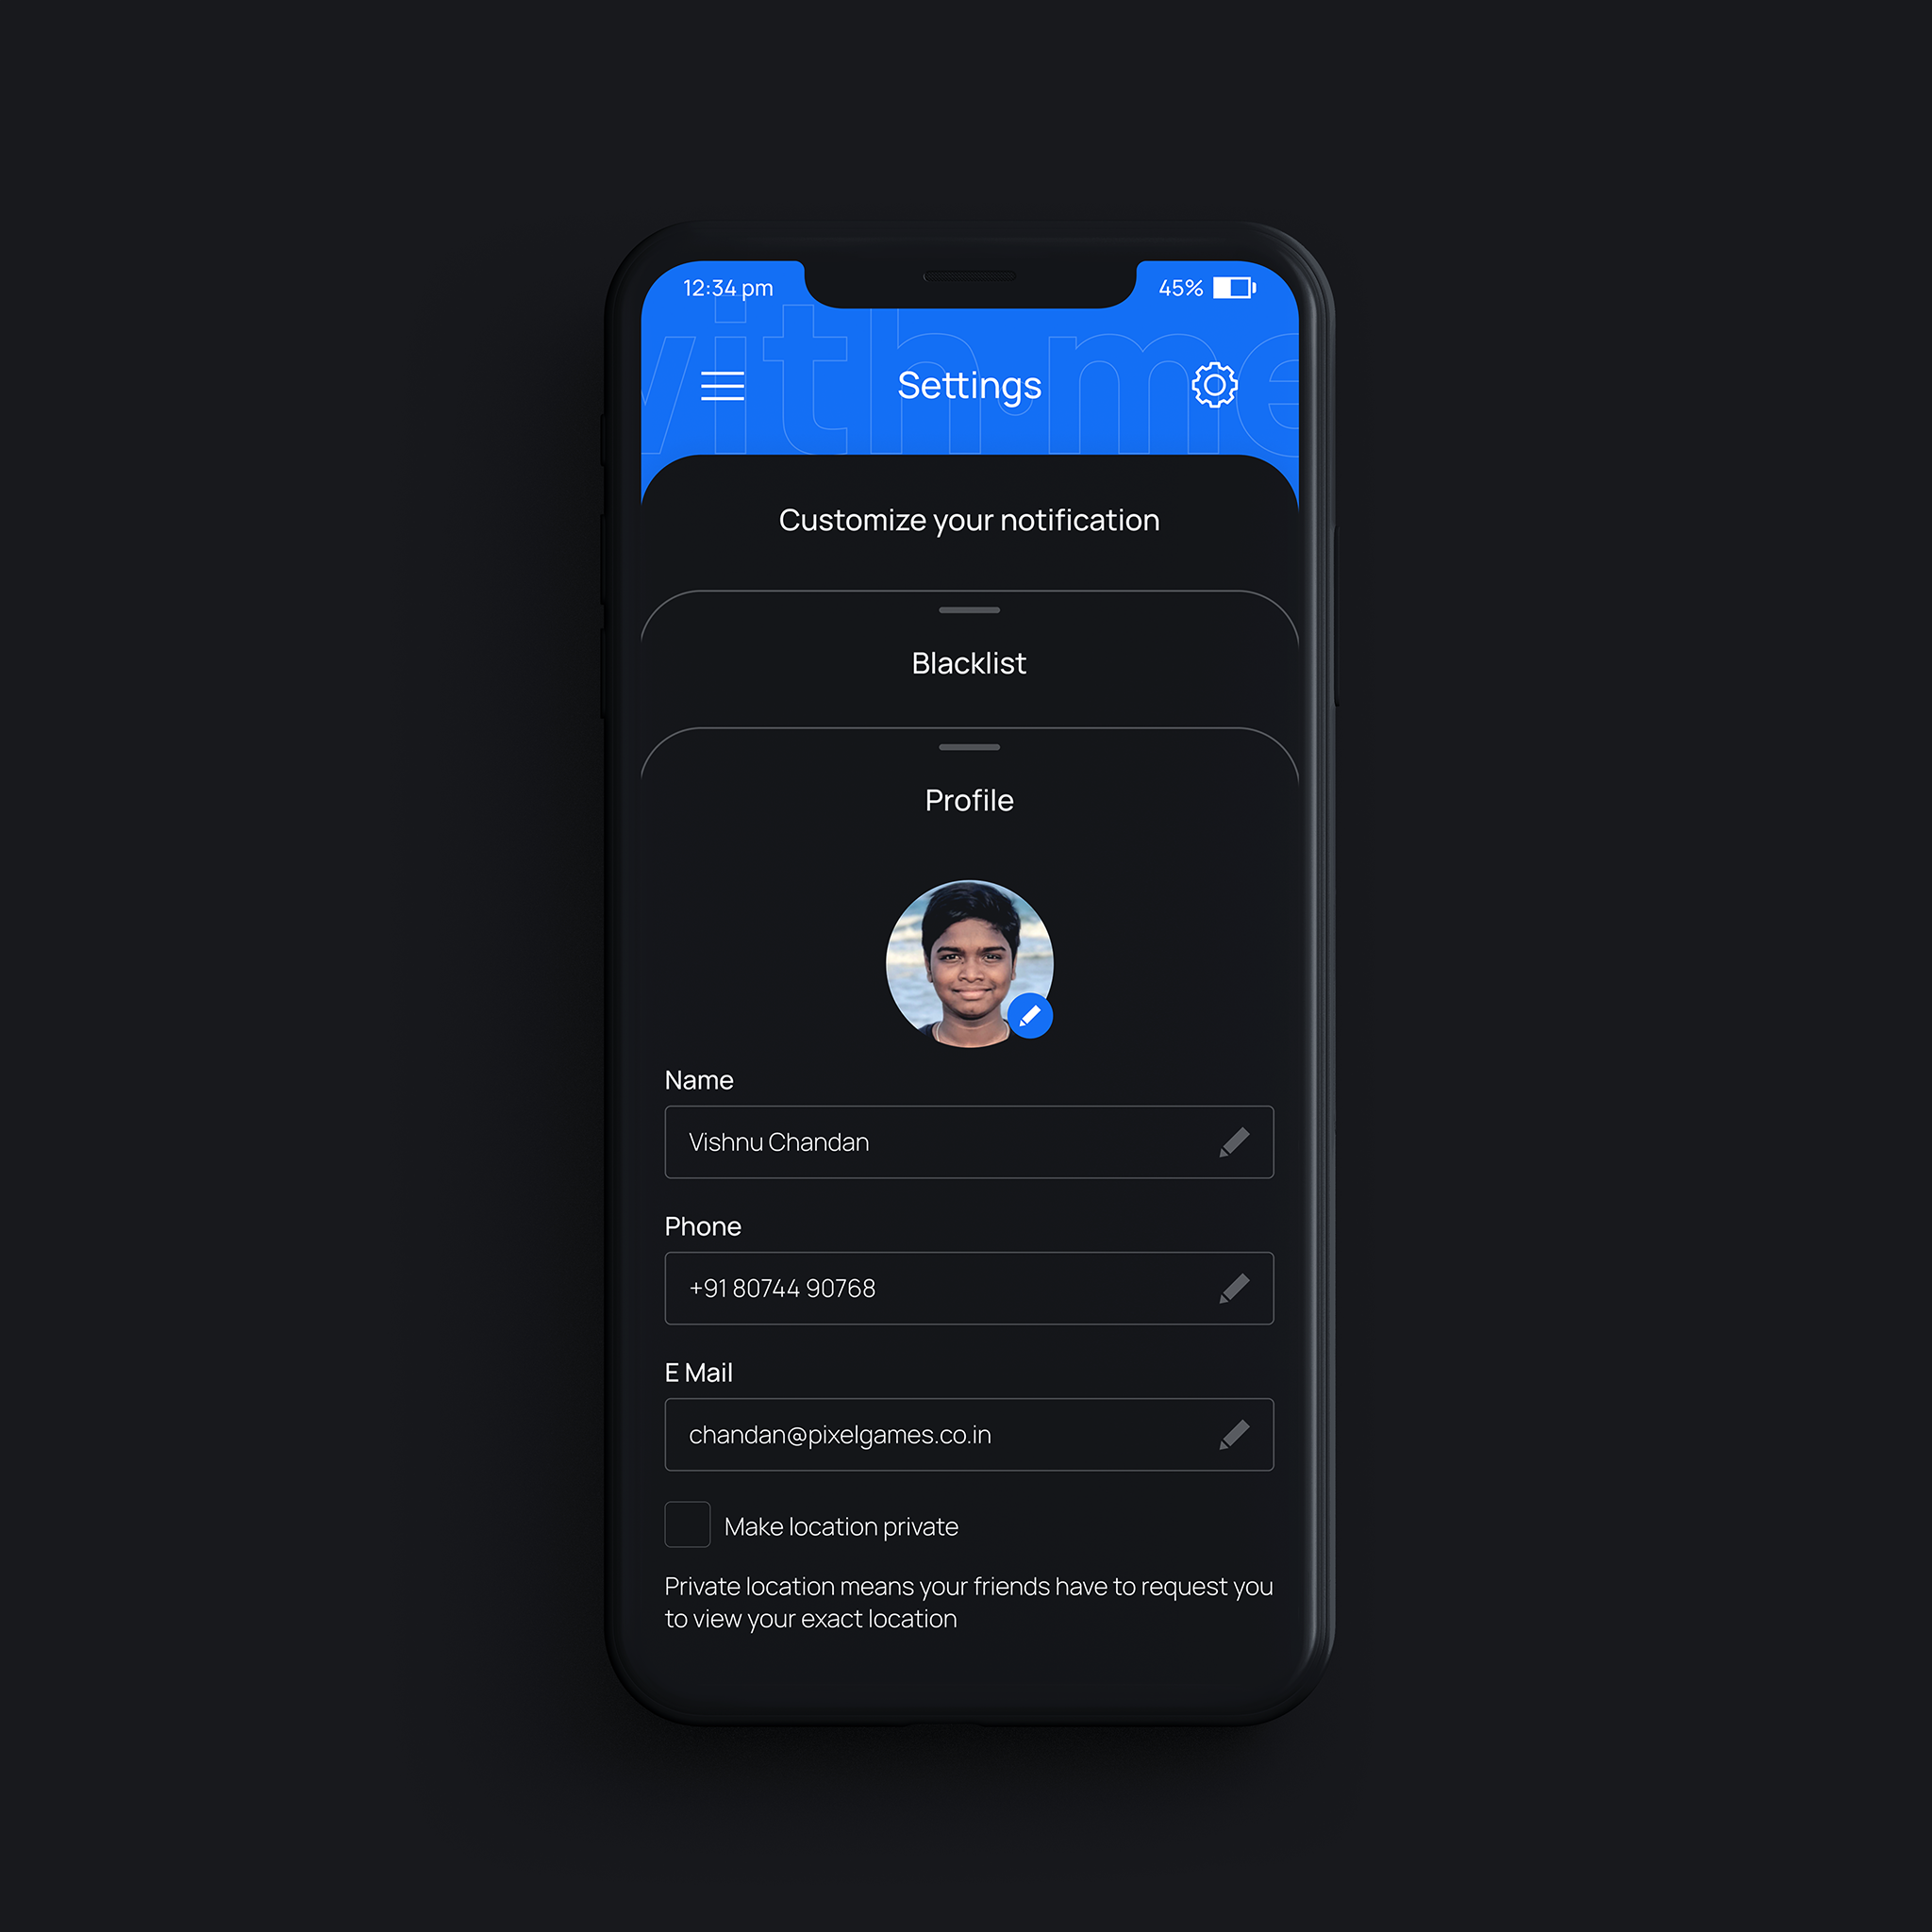 12:34 pm
45%
with me
Settings
Customize your notification
Blacklist
Profile
Name
Vishnu Chandan
Phone
+91 80744 90768
E Mail
chandan@pixelgames.co.in
Make location private
Private location means your friends have to request you
to view your exact location